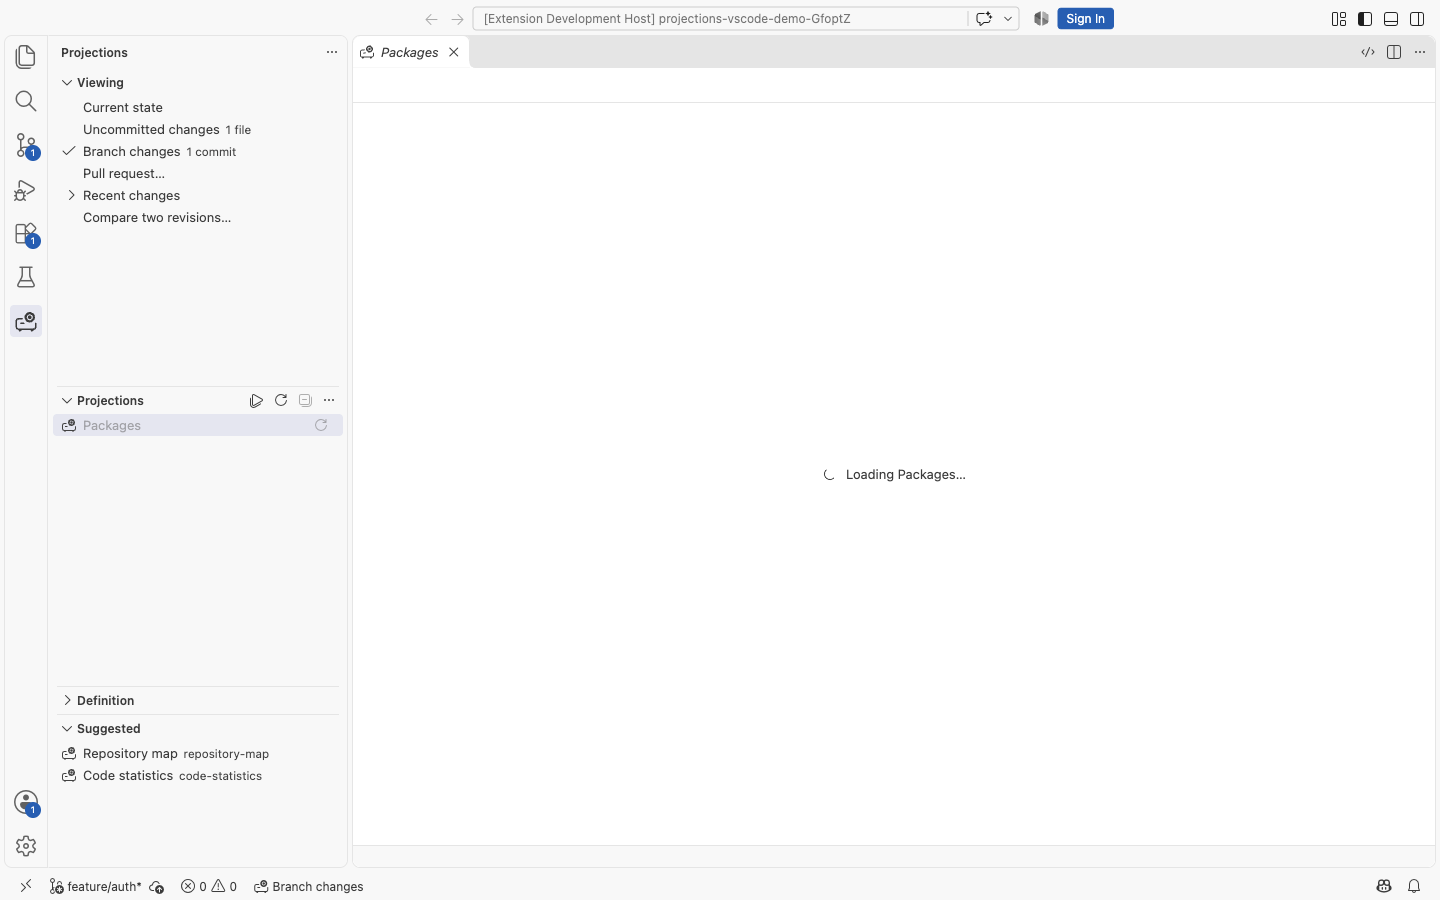 [Extension Development Host] projections-vscode-demo-GfoptZ
Sign In
Projections
Packages
Viewing
Current state
Uncommitted changes 1 file
1
Branch changes 1 commit
Pull request...
Recent changes
Compare two revisions...
1
Projections
Packages
Loading Packages...
Definition
Suggested
Repository map repository-map
Code statistics code-statistics
1
feature/auth* 0 0 Branch changes